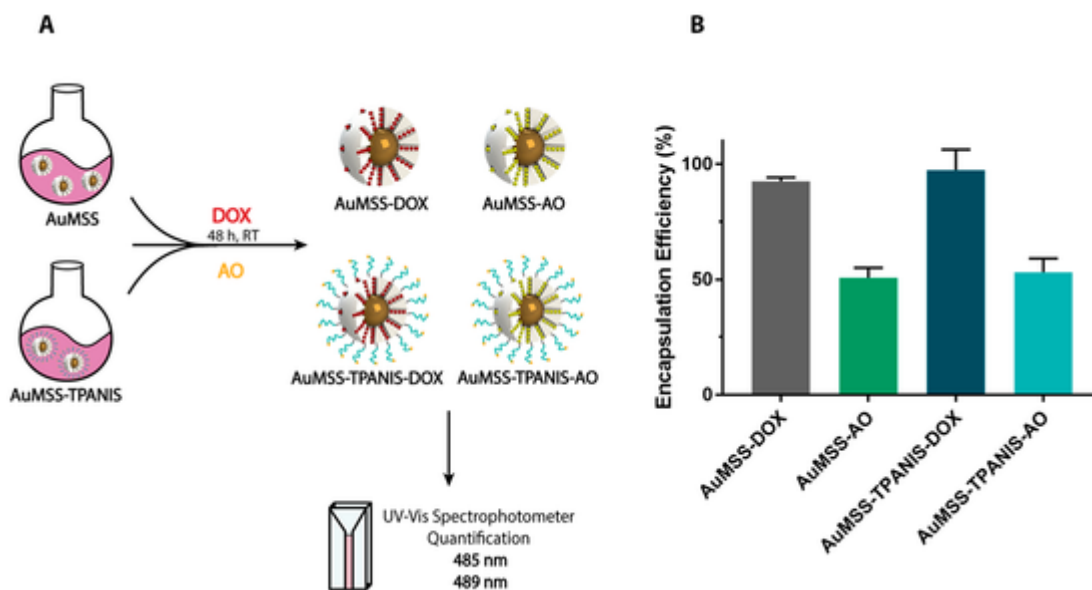 A
AuMSS
AuMSS-TPANIS
DOX
48 h, RT
AO
AuMSS-DOX
AuMSS-AO
AuMSS-TPANIS-DOX
AuMSS-TPANIS-AO
UV-Vis Spectrophotometer
Quantification
485 nm
489 nm
B
Encapsulation Efficiency (%)
100
50
0
AuMSS-DOX
AuMSS-AO
AuMSS-TPANIS-DOX
AuMSS-TPANIS-AO